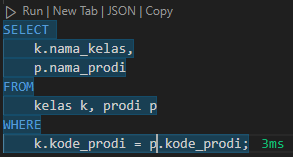 Run | New Tab | JSON | Copy
SELECT
k.nama_kelas,
p.nama_prodi
FROM
kelas k, prodi p
WHERE
k.kode_prodi = p.kode_prodi; 3ms